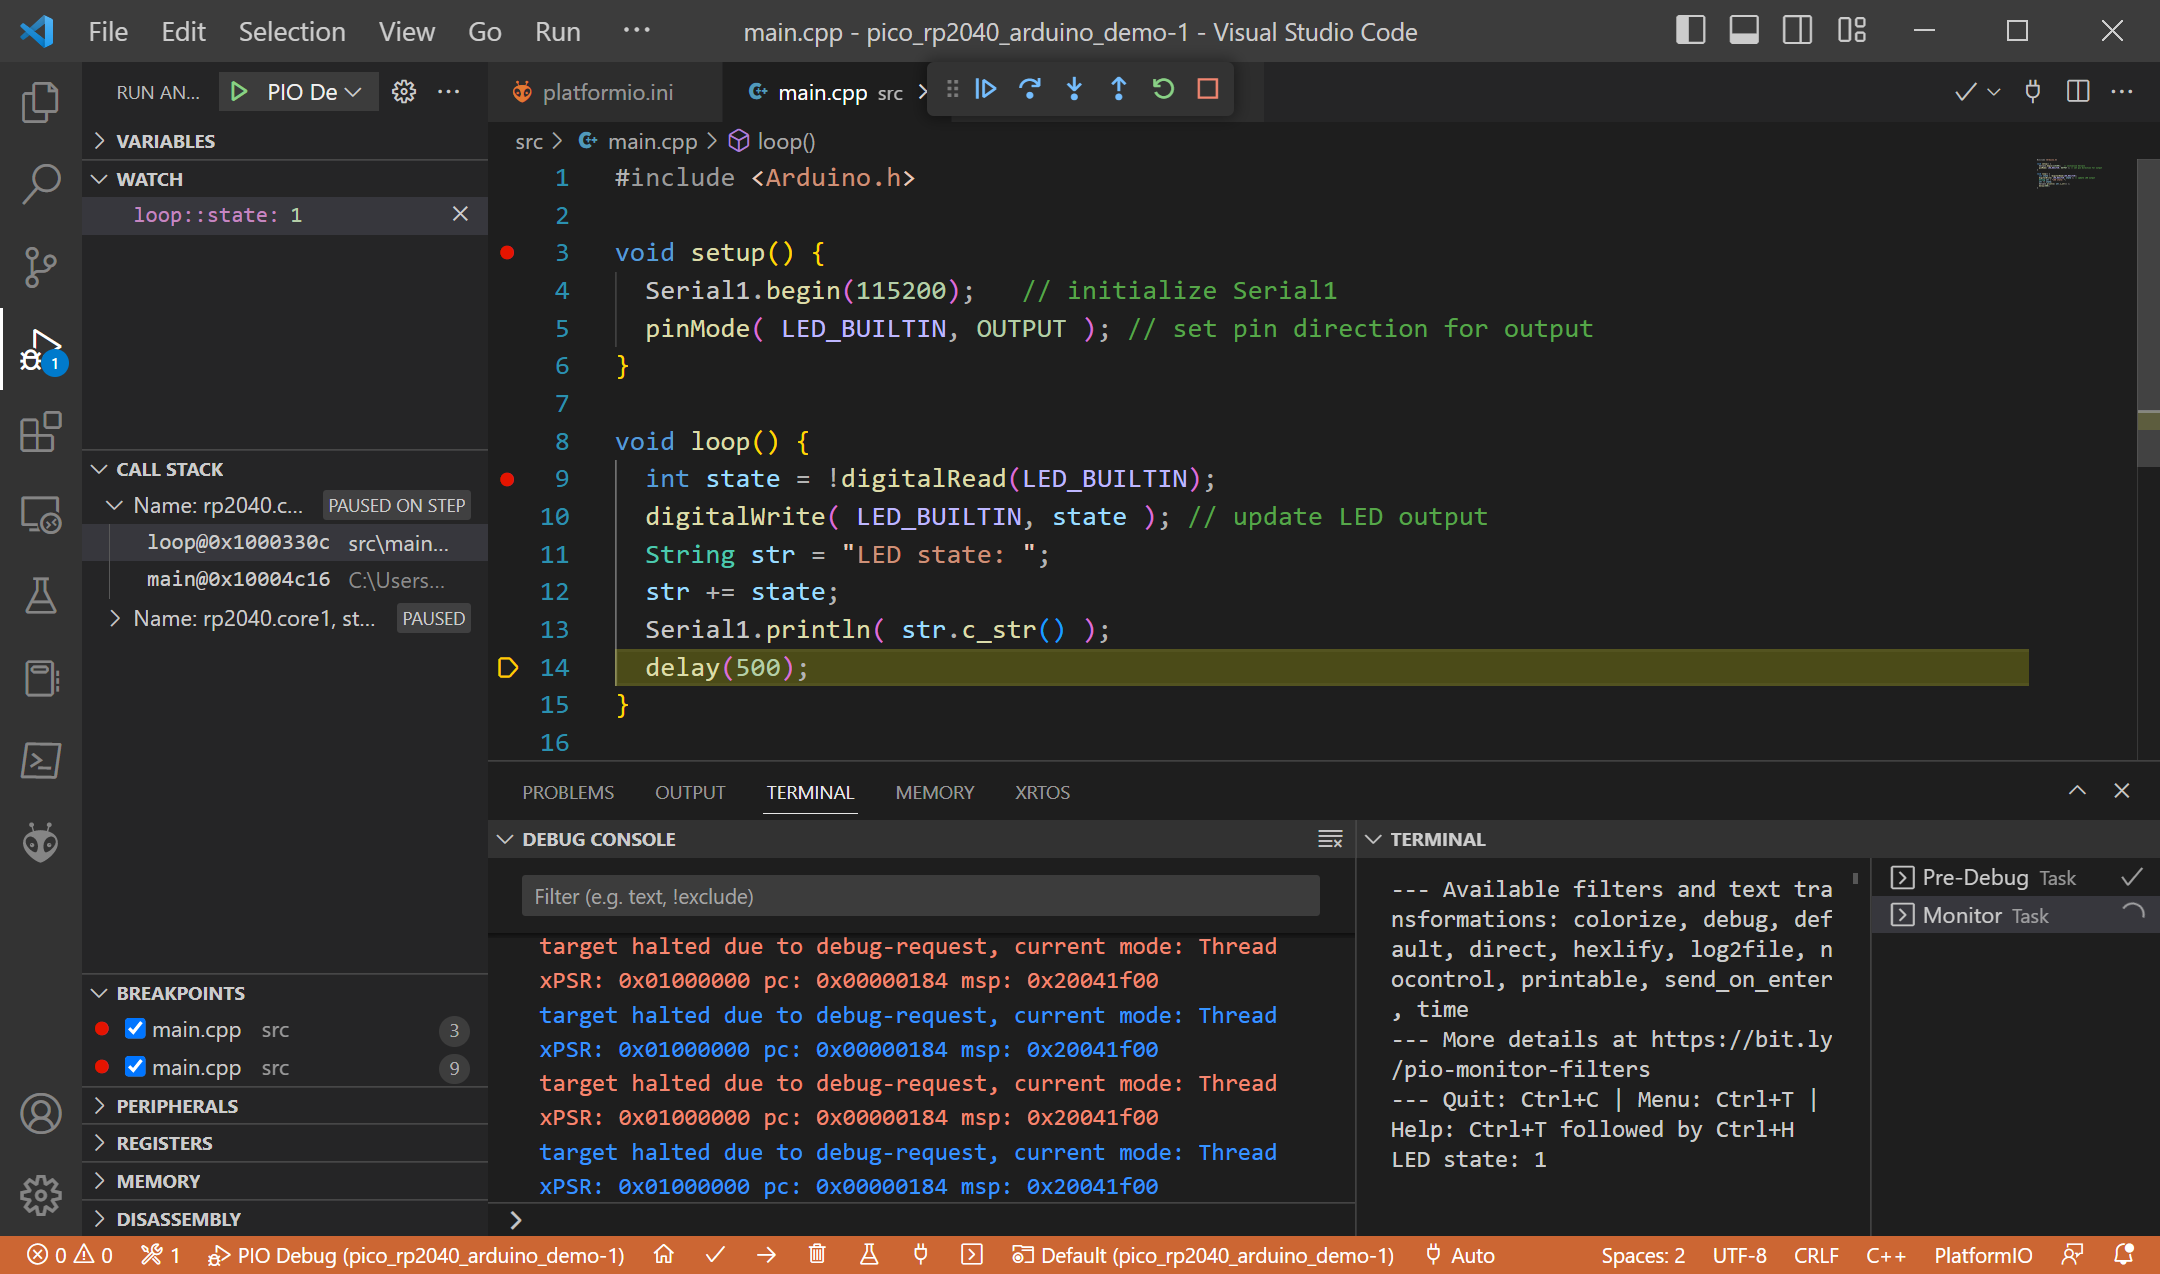 File Edit Selection View Go Run ··· main.cpp - pico_rp2040_arduino_demo-1 - Visual Studio Code
RUN AN... PIO De ···
platformio.ini main.cpp src
src > main.cpp > loop()
VARIABLES
WATCH
loop::state: 1
CALL STACK
Name: rp2040.c... PAUSED ON STEP
loop@0x1000330c src\main...
main@0x10004c16 C:\Users...
Name: rp2040.core1, st... PAUSED
BREAKPOINTS
main.cpp src 3
main.cpp src 9
PERIPHERALS
REGISTERS
MEMORY
DISASSEMBLY
1
1 #include <Arduino.h>
2
3 void setup() {
4 Serial1.begin(115200); // initialize Serial1
5 pinMode( LED_BUILTIN, OUTPUT ); // set pin direction for output
6 }
7
8 void loop() {
9 int state = !digitalRead(LED_BUILTIN);
10 digitalWrite( LED_BUILTIN, state ); // update LED output
11 String str = "LED state: ";
12 str += state;
13 Serial1.println( str.c_str() );
14 delay(500);
15 }
16
PROBLEMS OUTPUT TERMINAL MEMORY XRTOS
DEBUG CONSOLE
Filter (e.g. text, !exclude)
target halted due to debug-request, current mode: Thread
xPSR: 0x01000000 pc: 0x00000184 msp: 0x20041f00
target halted due to debug-request, current mode: Thread
xPSR: 0x01000000 pc: 0x00000184 msp: 0x20041f00
target halted due to debug-request, current mode: Thread
xPSR: 0x01000000 pc: 0x00000184 msp: 0x20041f00
target halted due to debug-request, current mode: Thread
xPSR: 0x01000000 pc: 0x00000184 msp: 0x20041f00
>
TERMINAL
--- Available filters and text tra
nsformations: colorize, debug, def
ault, direct, hexlify, log2file, n
ocontrol, printable, send_on_enter
, time
--- More details at https://bit.ly
/pio-monitor-filters
--- Quit: Ctrl+C | Menu: Ctrl+T |
Help: Ctrl+T followed by Ctrl+H
LED state: 1
Pre-Debug Task
Monitor Task
0 0 1 PIO Debug (pico_rp2040_arduino_demo-1) Default (pico_rp2040_arduino_demo-1) Auto Spaces: 2 UTF-8 CRLF C++ PlatformIO